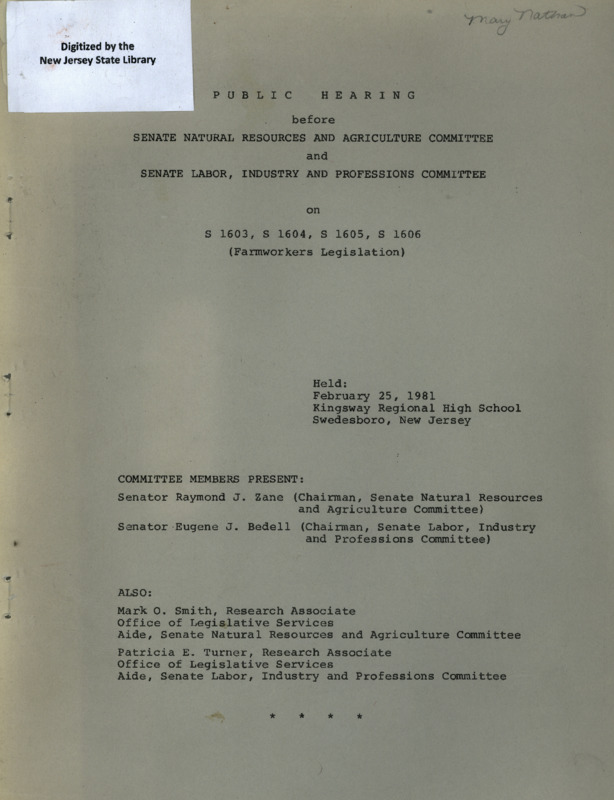 Mary Nathan
Digitized by the
New Jersey State Library
PUBLIC HEARING
before
SENATE NATURAL RESOURCES AND AGRICULTURE COMMITTEE
and
SENATE LABOR, INDUSTRY AND PROFESSIONS COMMITTEE
on
S 1603, S 1604, S 1605, S 1606
(Farmworkers Legislation)
Held:
February 25, 1981
Kingsway Regional High School
Swedesboro, New Jersey
COMMITTEE MEMBERS PRESENT:
Senator Raymond J. Zane (Chairman, Senate Natural Resources
and Agriculture Committee)
Senator Eugene J. Bedell (Chairman, Senate Labor, Industry
and Professions Committee)
ALSO:
Mark O. Smith, Research Associate
Office of Legislative Services
Aide, Senate Natural Resources and Agriculture Committee
Patricia E. Turner, Research Associate
Office of Legislative Services
Aide, Senate Labor, Industry and Professions Committee
* * * *